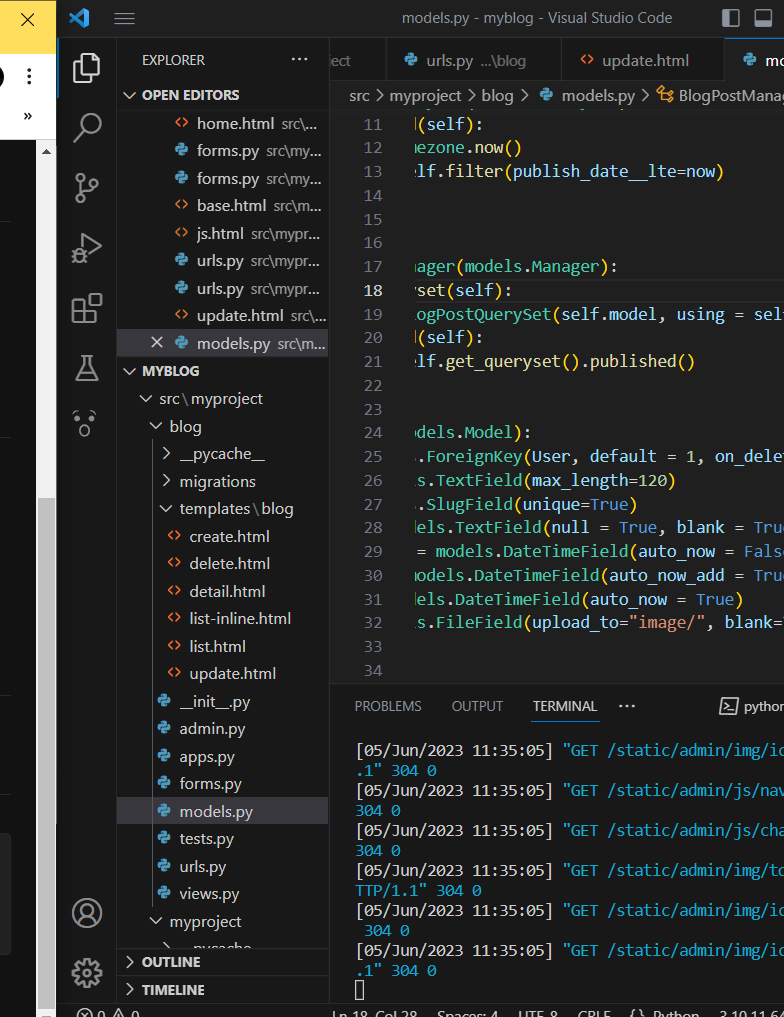 models.py - myblog - Visual Studio Code
EXPLORER
OPEN EDITORS
home.html src\...
forms.py src\my...
forms.py src\my...
base.html src\m...
js.html src\mypr...
urls.py src\mypr...
urls.py src\mypr...
update.html src\...
models.py src\m...
MYBLOG
src\myproject
blog
__pycache__
migrations
templates\blog
create.html
delete.html
detail.html
list-inline.html
list.html
update.html
__init__.py
admin.py
apps.py
forms.py
models.py
tests.py
urls.py
views.py
myproject
__pycache__
OUTLINE
TIMELINE
ject urls.py ...\blog update.html mo
src > myproject > blog > models.py > BlogPostManag
11 d(self):
12 nezone.now()
13 elf.filter(publish_date__lte=now)
14
15
16
17 nager(models.Manager):
18 yset(self):
19 logPostQuerySet(self.model, using = sel
20 d(self):
21 elf.get_queryset().published()
22
23
24 odels.Model):
25 s.ForeignKey(User, default = 1, on_dele
26 ls.TextField(max_length=120)
27 s.SlugField(unique=True)
28 dels.TextField(null = True, blank = Tru
29 = models.DateTimeField(auto_now = Fals
30 models.DateTimeField(auto_now_add = Tru
31 dels.DateTimeField(auto_now = True)
32 ls.FileField(upload_to="image/", blank=
33
34
PROBLEMS OUTPUT TERMINAL ... python
[05/Jun/2023 11:35:05] "GET /static/admin/img/ic
.1" 304 0
[05/Jun/2023 11:35:05] "GET /static/admin/js/nav
304 0
[05/Jun/2023 11:35:05] "GET /static/admin/js/cha
304 0
[05/Jun/2023 11:35:05] "GET /static/admin/img/to
TTP/1.1" 304 0
[05/Jun/2023 11:35:05] "GET /static/admin/img/ic
304 0
[05/Jun/2023 11:35:05] "GET /static/admin/img/ic
.1" 304 0
0 0 Ln 18, Col 28 Spaces: 4 UTF-8 CRLF {} Python 3.10.11 64